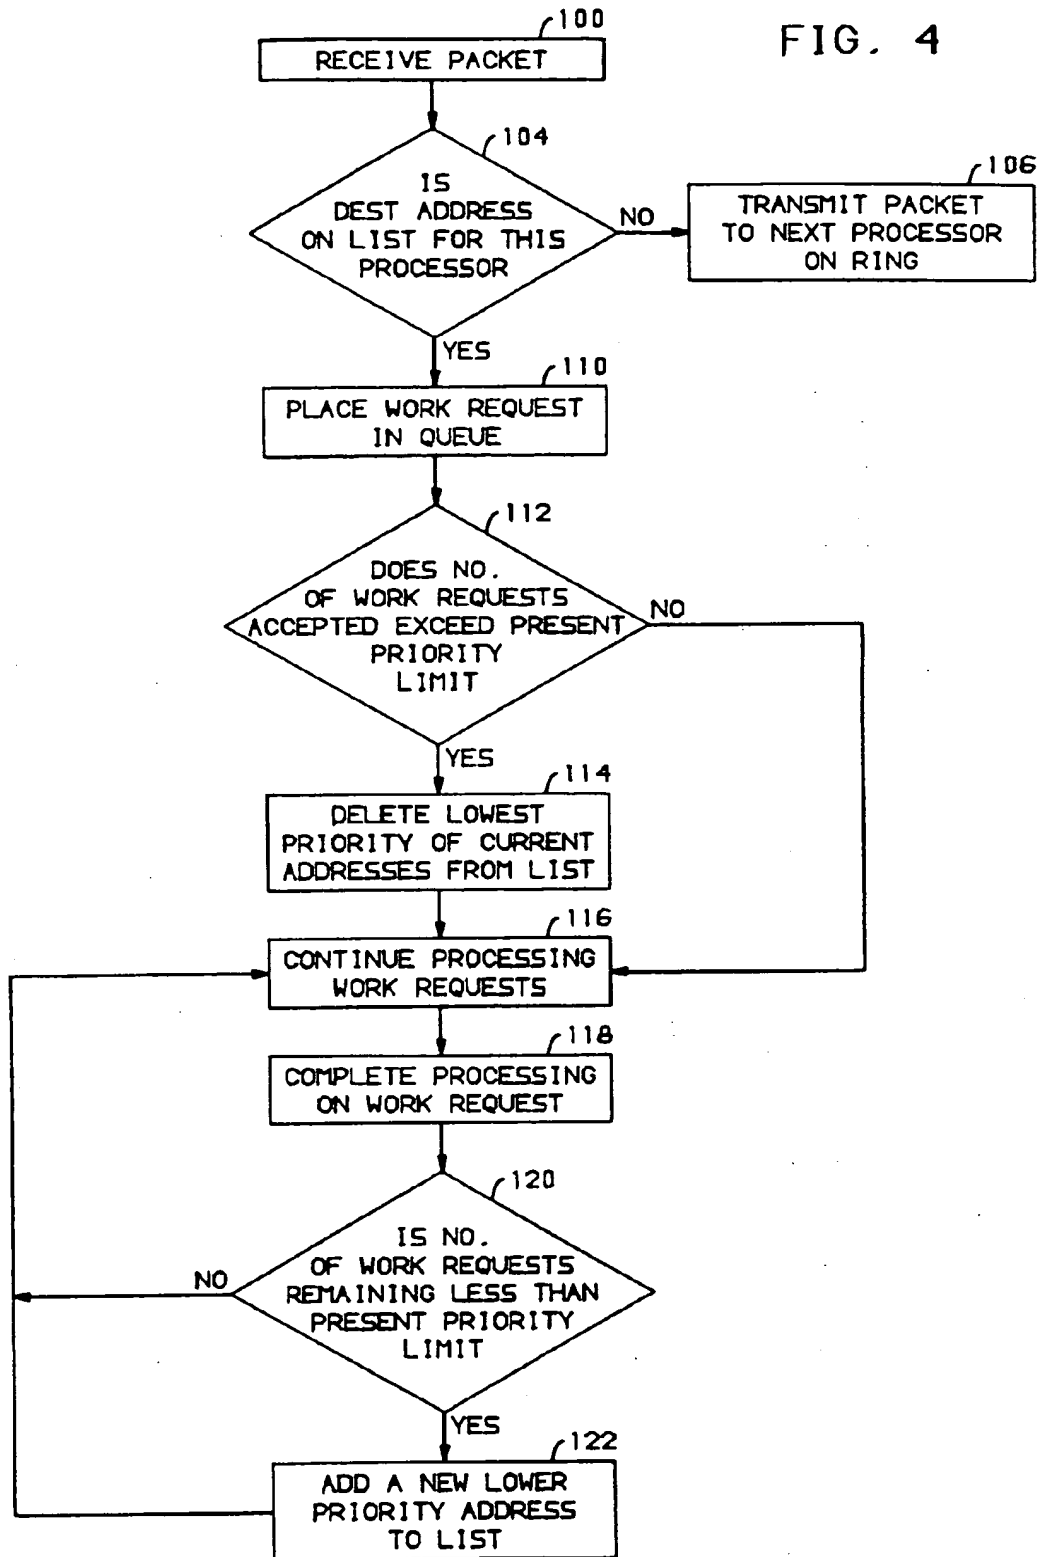 FIG. 4
100
RECEIVE PACKET
104
IS
DEST ADDRESS
ON LIST FOR THIS
PROCESSOR
NO
106
TRANSMIT PACKET
TO NEXT PROCESSOR
ON RING
YES
110
PLACE WORK REQUEST
IN QUEUE
112
DOES NO.
OF WORK REQUESTS
ACCEPTED EXCEED PRESENT
PRIORITY
LIMIT
NO
YES
114
DELETE LOWEST
PRIORITY OF CURRENT
ADDRESSES FROM LIST
116
CONTINUE PROCESSING
WORK REQUESTS
118
COMPLETE PROCESSING
ON WORK REQUEST
120
IS NO.
OF WORK REQUESTS
REMAINING LESS THAN
PRESENT PRIORITY
LIMIT
NO
YES
122
ADD A NEW LOWER
PRIORITY ADDRESS
TO LIST